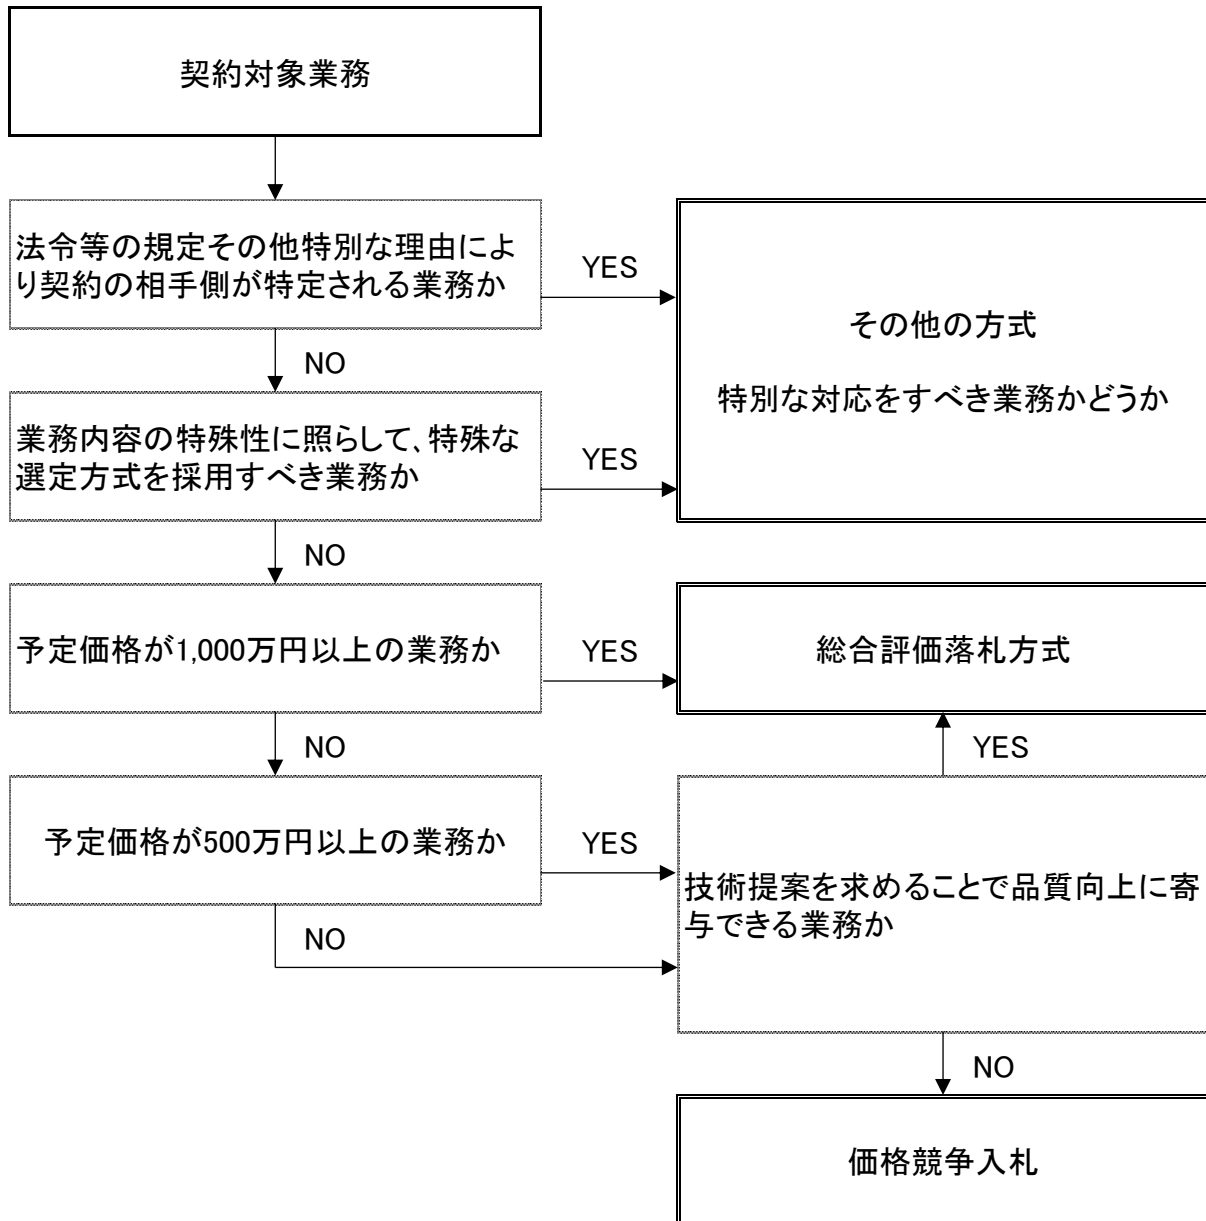 契約対象業務
法令等の規定その他特別な理由によ
り契約の相手側が特定される業務か
YES
その他の方式
特別な対応をすべき業務かどうか
NO
業務内容の特殊性に照らして、特殊な
選定方式を採用すべき業務か
YES
NO
予定価格が1,000万円以上の業務か
YES
総合評価落札方式
NO
YES
予定価格が500万円以上の業務か
YES
技術提案を求めることで品質向上に寄
与できる業務か
NO
NO
価格競争入札